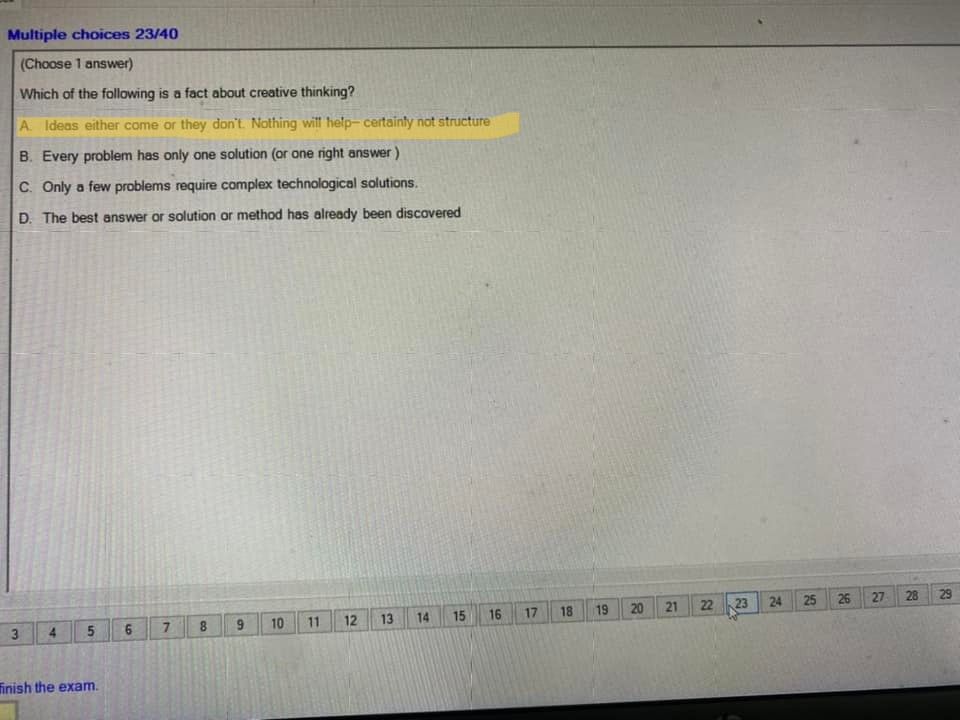 Multiple choices 23/40
(Choose 1 answer)
Which of the following is a fact about creative thinking?
A. Ideas either come or they don't. Nothing will help– certainly not structure
B. Every problem has only one solution (or one right answer )
C. Only a few problems require complex technological solutions.
D. The best answer or solution or method has already been discovered
3 4 5 6 7 8 9 10 11 12 13 14 15 16 17 18 19 20 21 22 23 24 25 26 27 28 29
finish the exam.